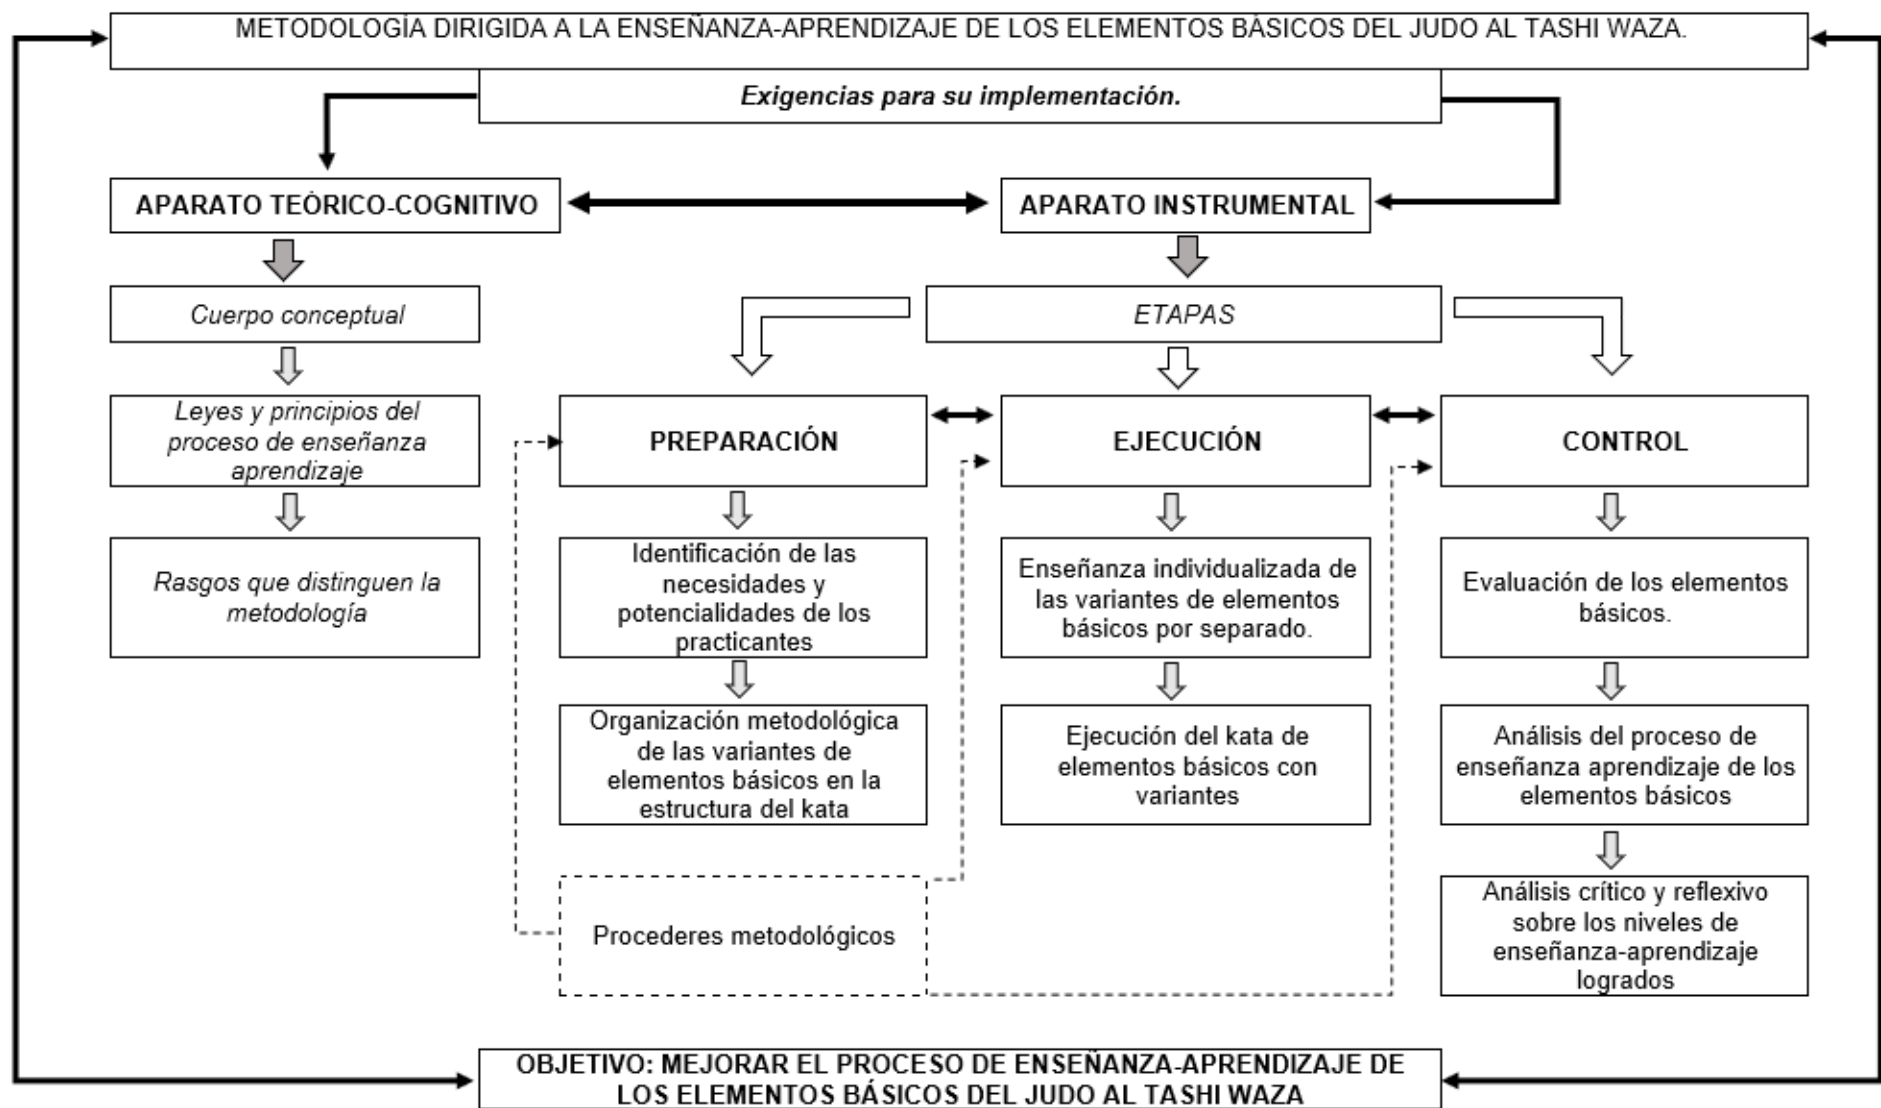 METODOLOGÍA DIRIGIDA A LA ENSEÑANZA-APRENDIZAJE DE LOS ELEMENTOS BÁSICOS DEL JUDO AL TASHI WAZA.
Exigencias para su implementación.
APARATO TEÓRICO-COGNITIVO
APARATO INSTRUMENTAL
Cuerpo conceptual
ETAPAS
Leyes y principios del
proceso de enseñanza
aprendizaje
PREPARACIÓN
EJECUCIÓN
CONTROL
Rasgos que distinguen la
metodología
Identificación de las
necesidades y
potencialidades de los
practicantes
Enseñanza individualizada de
las variantes de elementos
básicos por separado.
Evaluación de los elementos
básicos.
Organización metodológica
de las variantes de
elementos básicos en la
estructura del kata
Ejecución del kata de
elementos básicos con
variantes
Análisis del proceso de
enseñanza aprendizaje de los
elementos básicos
Procederes metodológicos
Análisis crítico y reflexivo
sobre los niveles de
enseñanza-aprendizaje
logrados
OBJETIVO: MEJORAR EL PROCESO DE ENSEÑANZA-APRENDIZAJE DE
LOS ELEMENTOS BÁSICOS DEL JUDO AL TASHI WAZA